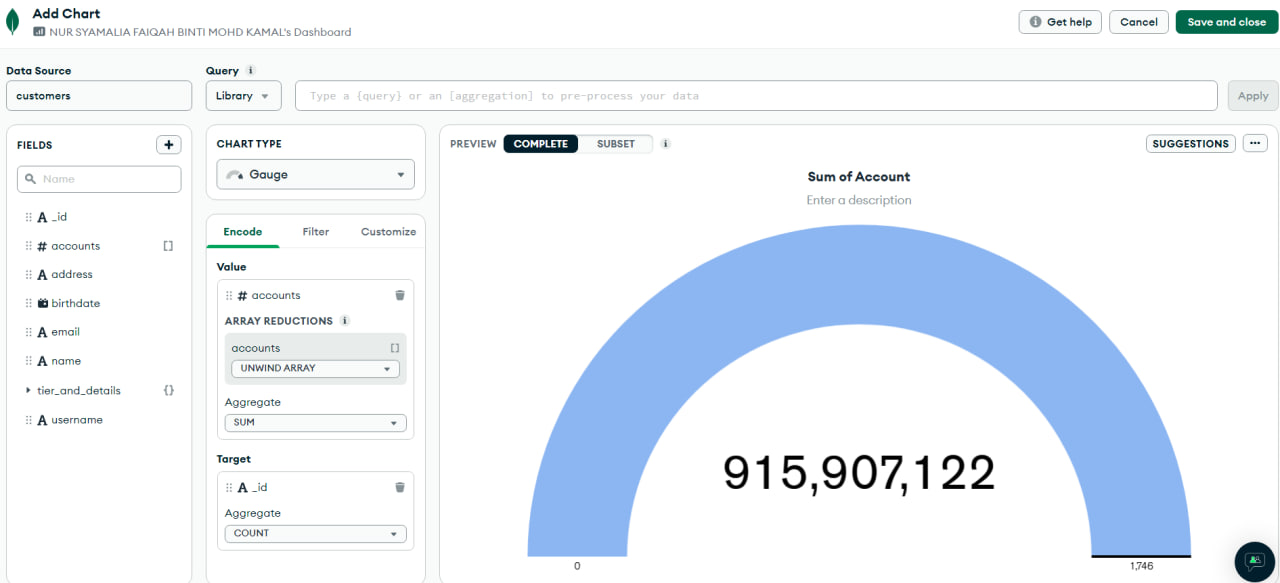 Add Chart
NUR SYAMALIA FAIQAH BINTI MOHD KAMAL's Dashboard
Get help
Cancel
Save and close
Data Source
customers
Query
Library
Type a {query} or an [aggregation] to pre-process your data
Apply
FIELDS
+
Name
A _id
# accounts []
A address
birthdate
A email
A name
tier_and_details {}
A username
CHART TYPE
Gauge
Encode
Filter
Customize
Value
# accounts
ARRAY REDUCTIONS
accounts []
UNWIND ARRAY
Aggregate
SUM
Target
A _id
Aggregate
COUNT
PREVIEW
COMPLETE
SUBSET
SUGGESTIONS
...
Sum of Account
Enter a description
915,907,122
0
1,746